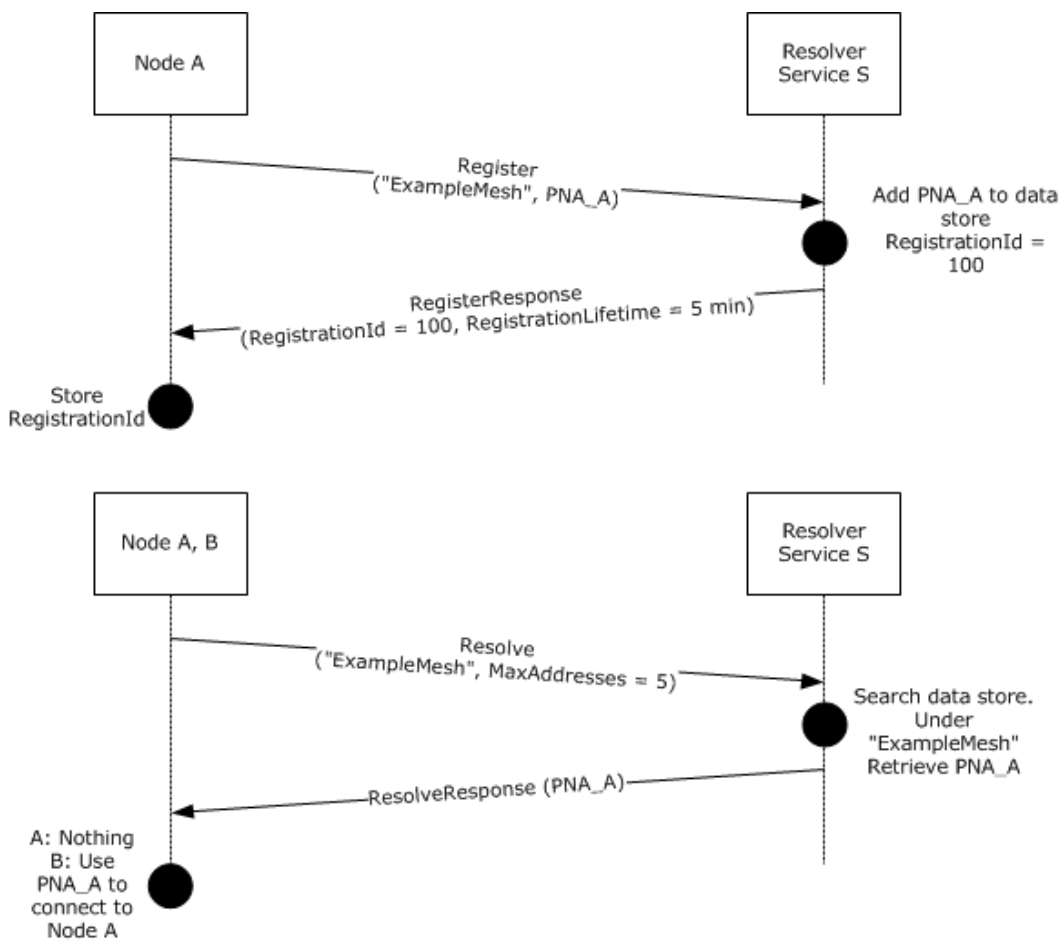 Node A
Resolver
Service S
Register
("ExampleMesh", PNA_A)
Add PNA_A to data
store
RegistrationId =
100
RegisterResponse
(RegistrationId = 100, RegistrationLifetime = 5 min)
Store
RegistrationId
Node A, B
Resolver
Service S
Resolve
("ExampleMesh", MaxAddresses = 5)
Search data store.
Under
"ExampleMesh"
Retrieve PNA_A
ResolveResponse (PNA_A)
A: Nothing
B: Use
PNA_A to
connect to
Node A